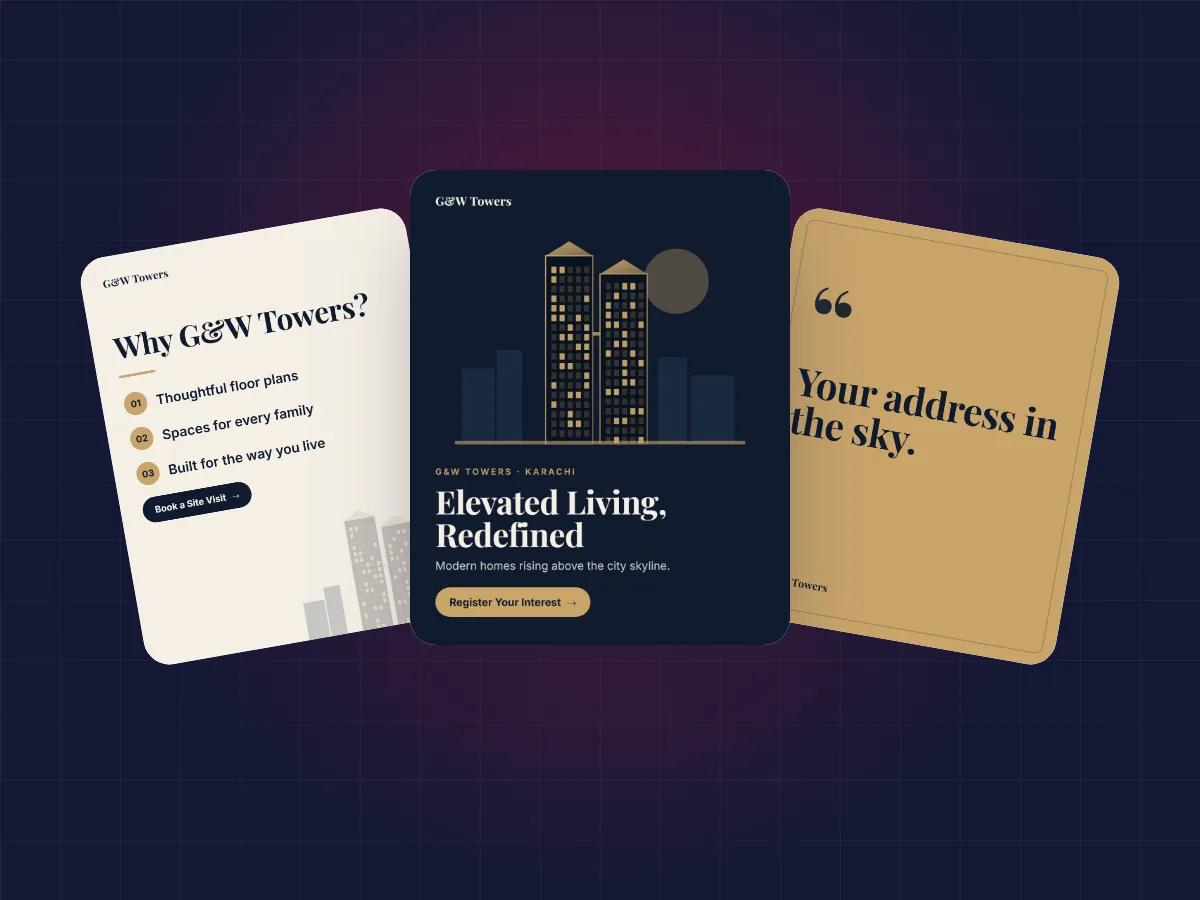 G&W Towers
Why G&W Towers?
01 Thoughtful floor plans
02 Spaces for every family
03 Built for the way you live
Book a Site Visit →
G&W Towers
G&W TOWERS · KARACHI
Elevated Living,
Redefined
Modern homes rising above the city skyline.
Register Your Interest →
“
Your address in
the sky.
Towers